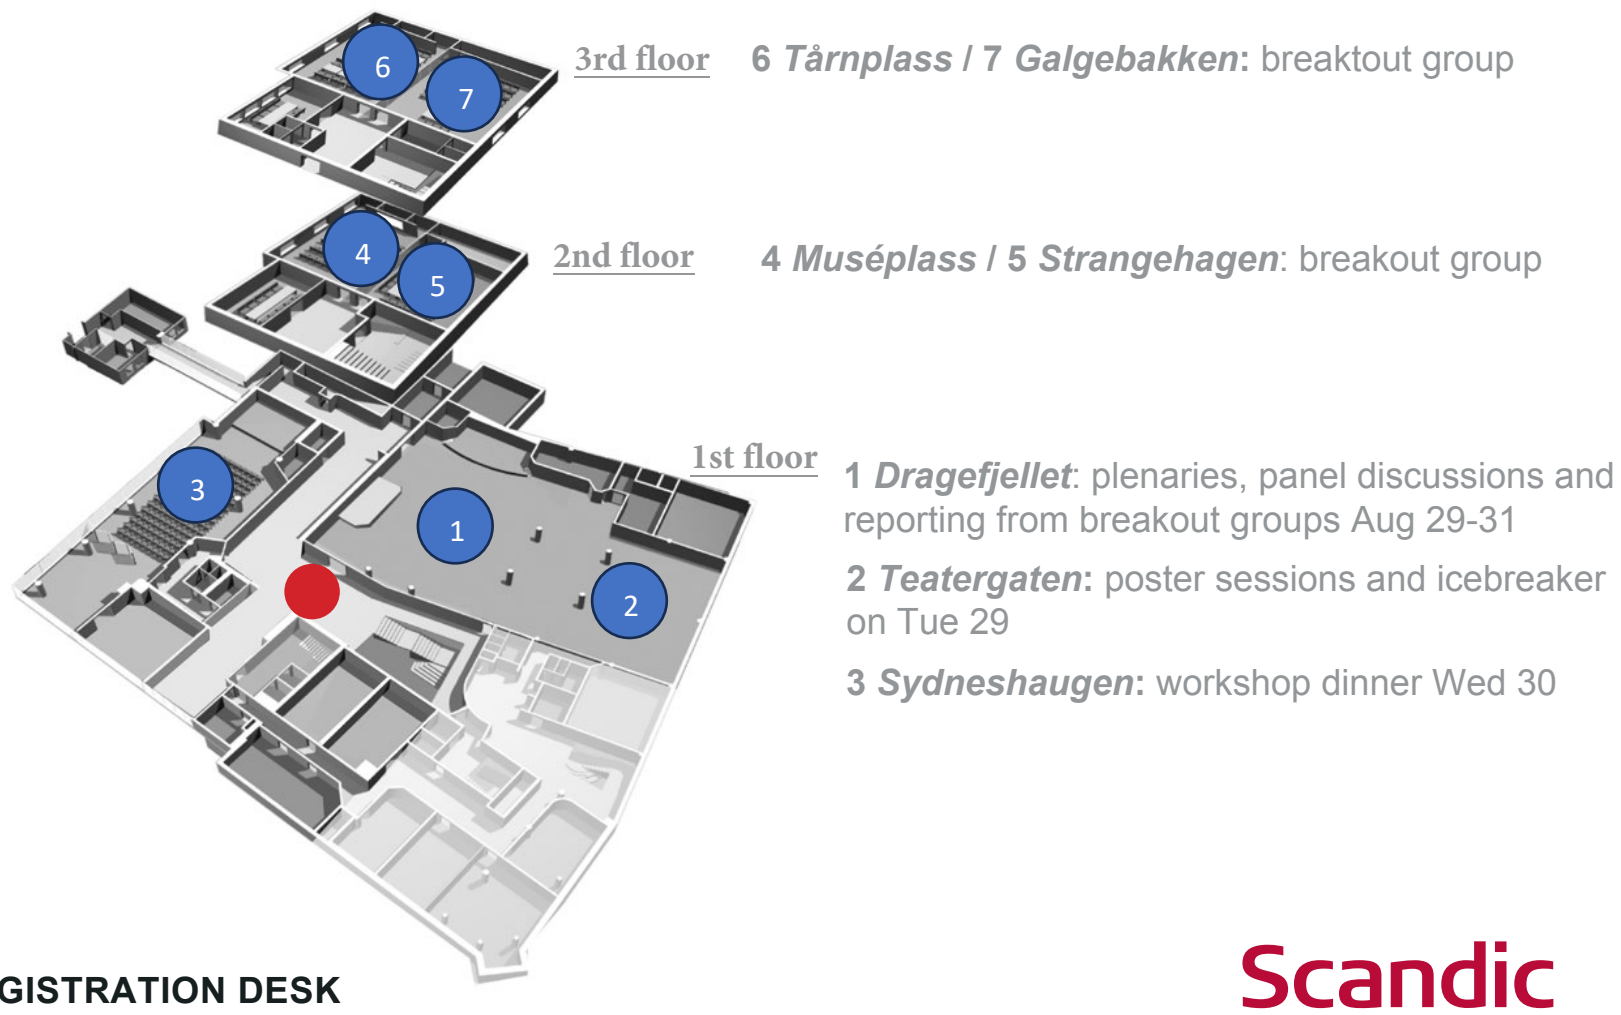 3rd floor 6 Tårnplass / 7 Galgebakken: breaktout group
6
7
2nd floor 4 Muséplass / 5 Strangehagen: breakout group
4
5
1st floor
1 Dragefjellet: plenaries, panel discussions and
reporting from breakout groups Aug 29-31
2 Teatergaten: poster sessions and icebreaker
on Tue 29
3 Sydneshaugen: workshop dinner Wed 30
3
1
2
GISTRATION DESK
Scandic